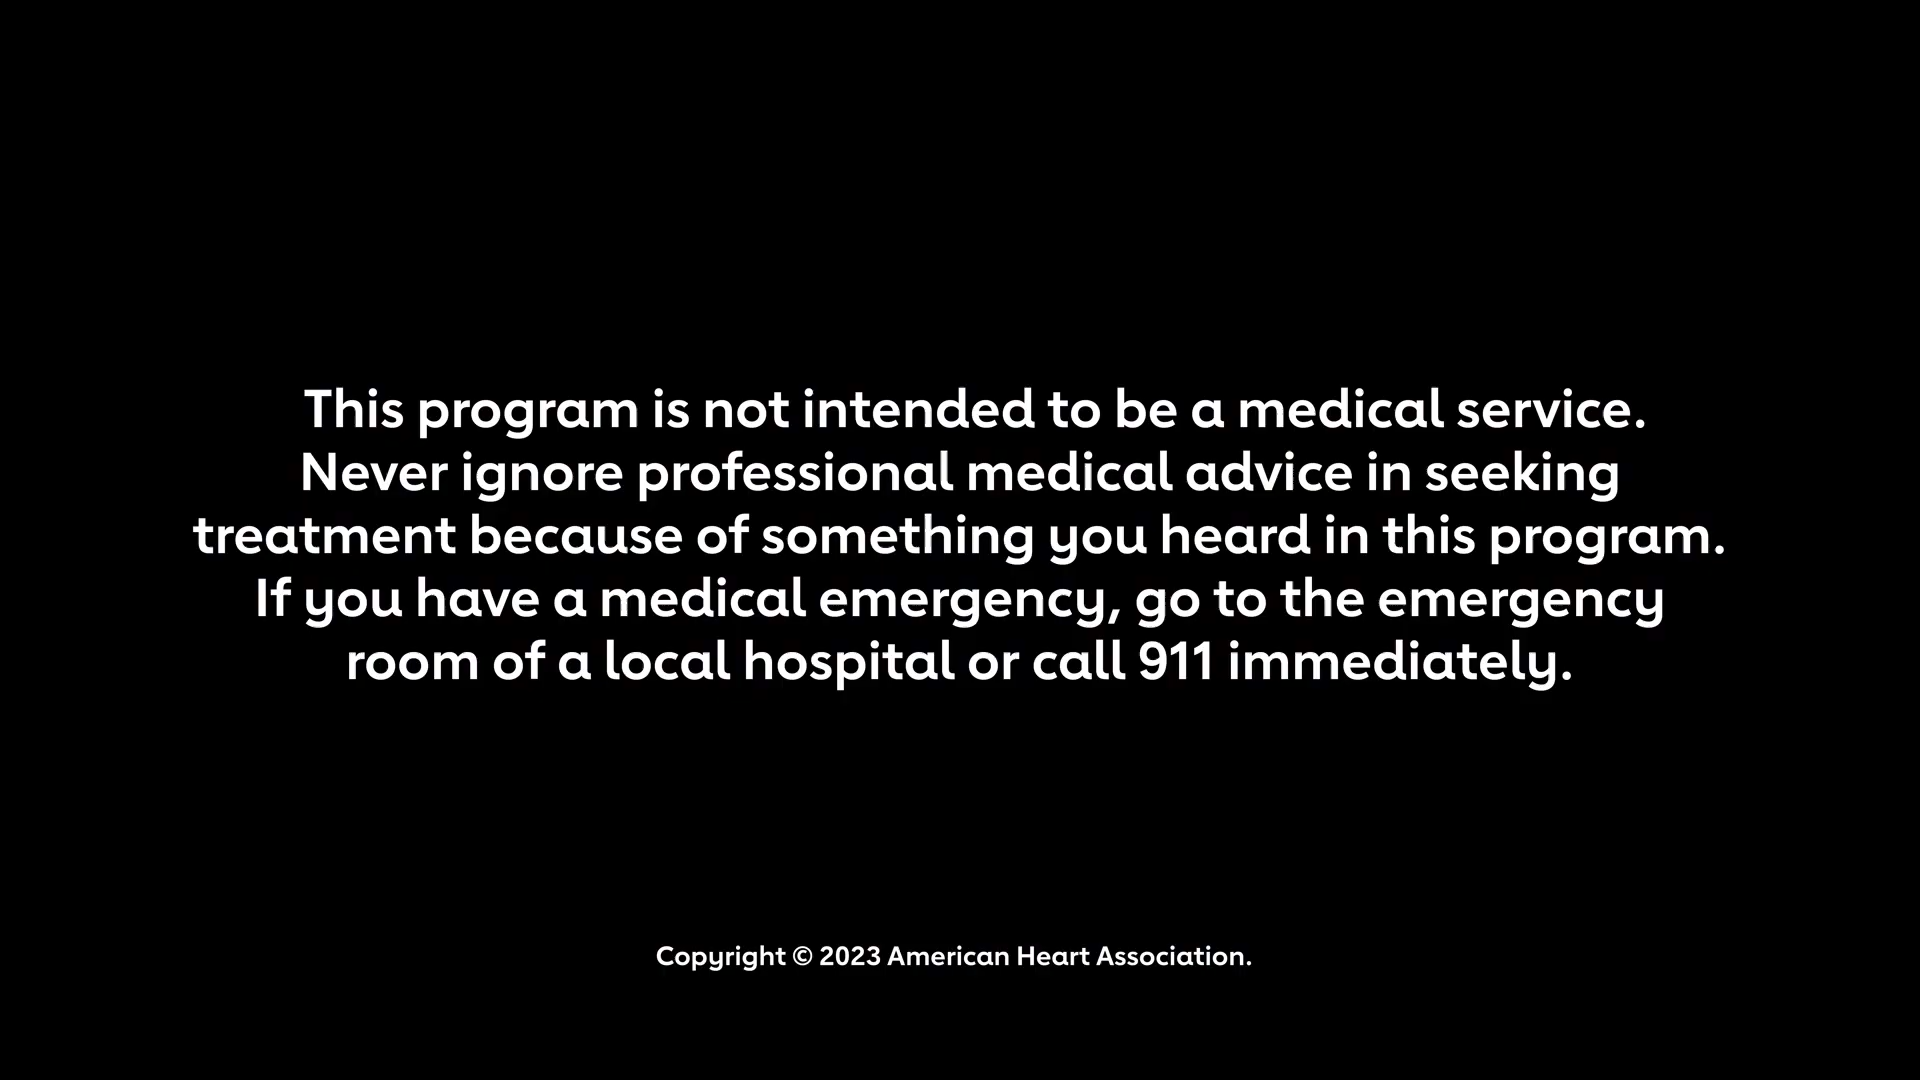 This program is not intended to be a medical service.
Never ignore professional medical advice in seeking
treatment because of something you heard in this program.
If you have a medical emergency, go to the emergency
room of a local hospital or call 911 immediately.
Copyright © 2023 American Heart Association.